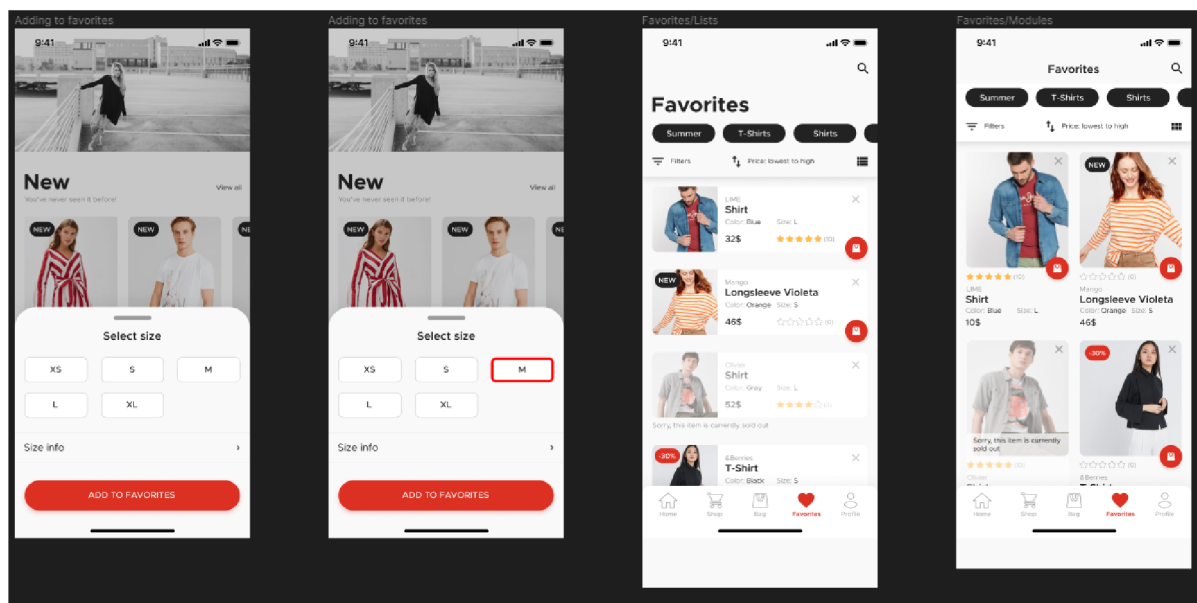 Adding to favorites
9:41
New
View all
You've never seen it before!
NEW
NEW
NE
Select size
XS
S
M
L
XL
Size info
ADD TO FAVORITES
Adding to favorites
9:41
New
View all
You've never seen it before!
NEW
NEW
NE
Select size
XS
S
M
L
XL
Size info
ADD TO FAVORITES
Favorites/Lists
9:41
Favorites
Summer
T-Shirts
Shirts
Filters
Price: lowest to high
LIME
Shirt
Color: Blue Size: L
32$
(10)
NEW
Mango
Longsleeve Violeta
Color: Orange Size: S
46$
(0)
Olivier
Shirt
Color: Gray Size: L
52$
Sorry, this item is currently sold out
-30%
&Berries
T-Shirt
Color: Black Size: S
Home
Shop
Bag
Favorites
Profile
Favorites/Modules
9:41
Favorites
Summer
T-Shirts
Shirts
Filters
Price: lowest to high
NEW
(10)
(0)
LIME
Mango
Shirt
Longsleeve Violeta
Color: Blue Size: L
Color: Orange Size: S
10$
46$
-30%
Sorry, this item is currently
sold out
(10)
(0)
Olivier
&Berries
Home
Shop
Bag
Favorites
Profile